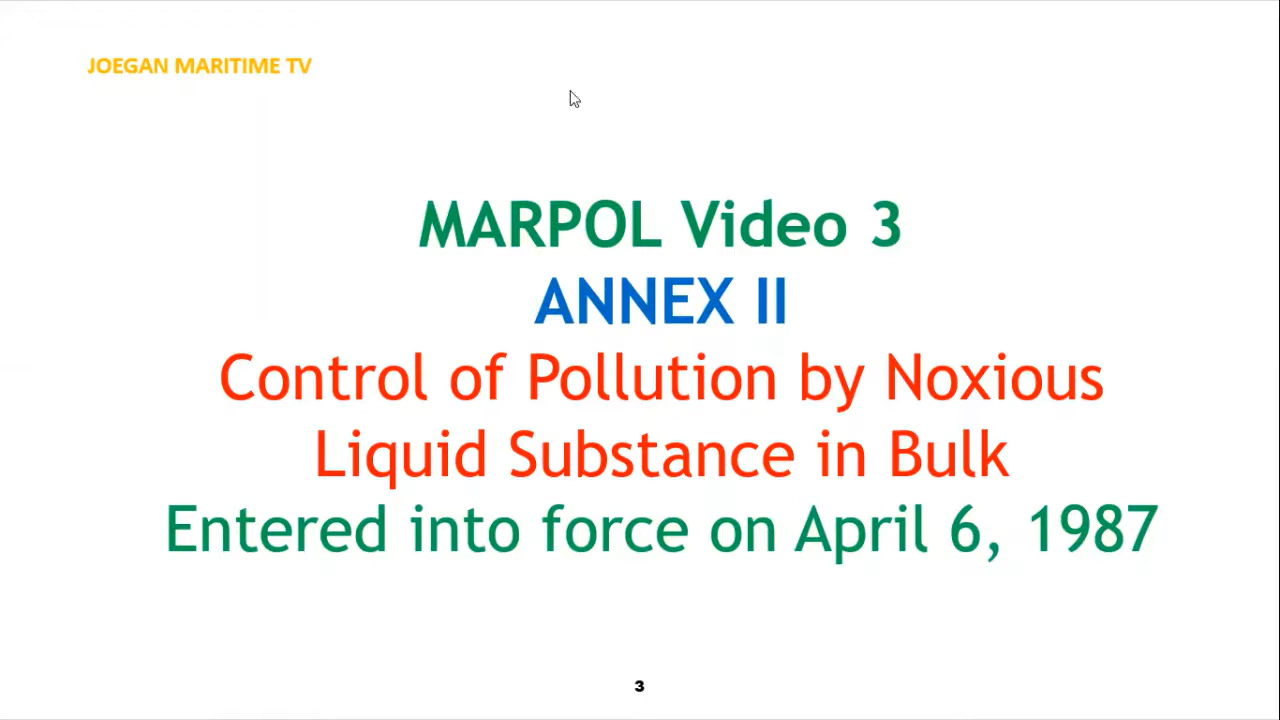 JOEGAN MARITIME TV
MARPOL Video 3
ANNEX II
Control of Pollution by Noxious
Liquid Substance in Bulk
Entered into force on April 6, 1987
3